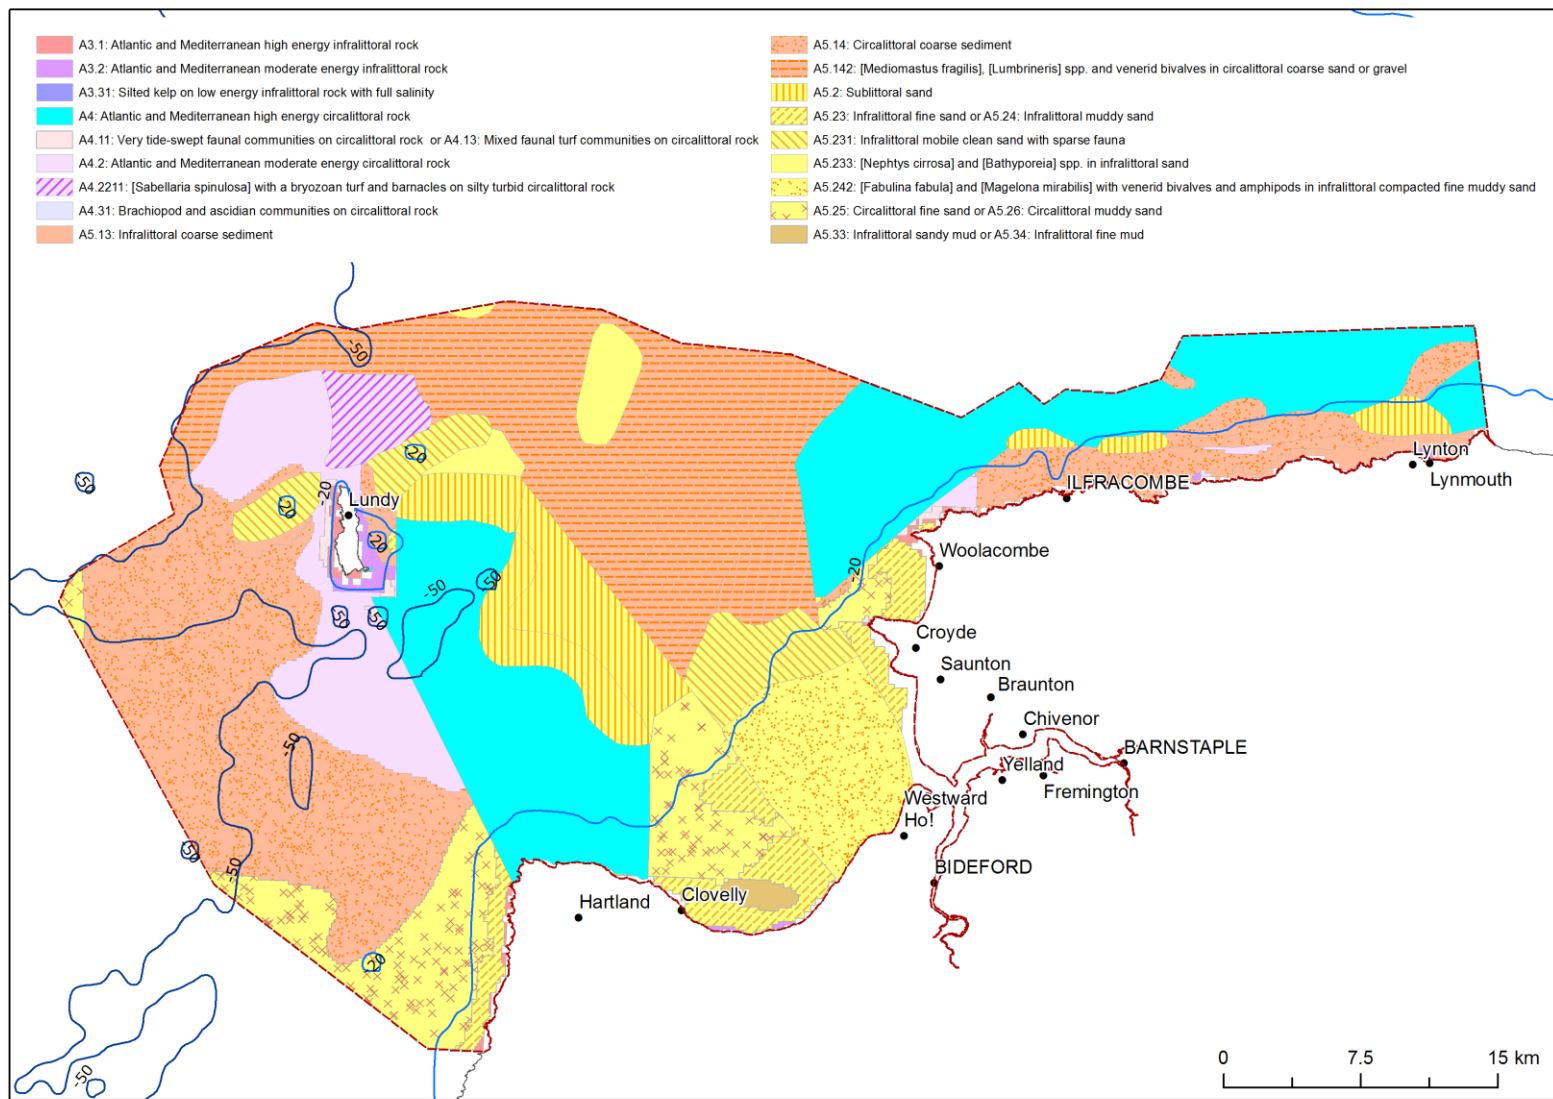 A3.1: Atlantic and Mediterranean high energy infralittoral rock
A3.2: Atlantic and Mediterranean moderate energy infralittoral rock
A3.31: Silted kelp on low energy infralittoral rock with full salinity
A4: Atlantic and Mediterranean high energy circalittoral rock
A4.11: Very tide-swept faunal communities on circalittoral rock or A4.13: Mixed faunal turf communities on circalittoral rock
A4.2: Atlantic and Mediterranean moderate energy circalittoral rock
A4.2211: [Sabellaria spinulosa] with a bryozoan turf and barnacles on silty turbid circalittoral rock
A4.31: Brachiopod and ascidian communities on circalittoral rock
A5.13: Infralittoral coarse sediment
A5.14: Circalittoral coarse sediment
A5.142: [Mediomastus fragilis], [Lumbrineris] spp. and venerid bivalves in circalittoral coarse sand or gravel
A5.2: Sublittoral sand
A5.23: Infralittoral fine sand or A5.24: Infralittoral muddy sand
A5.231: Infralittoral mobile clean sand with sparse fauna
A5.233: [Nephtys cirrosa] and [Bathyporeia] spp. in infralittoral sand
A5.242: [Fabulina fabula] and [Magelona mirabilis] with venerid bivalves and amphipods in infralittoral compacted fine muddy sand
A5.25: Circalittoral fine sand or A5.26: Circalittoral muddy sand
A5.33: Infralittoral sandy mud or A5.34: Infralittoral fine mud
-50
-20
-50
-20
-20
Lundy
-20
-50
-50
-50
-50
-20
-50
-50
-50
-20
-50
Lynton
Lynmouth
ILFRACOMBE
Woolacombe
Croyde
Saunton
Braunton
Chivenor
BARNSTAPLE
Yelland
Fremington
Westward
Ho!
BIDEFORD
Hartland
Clovelly
0 7.5 15 km